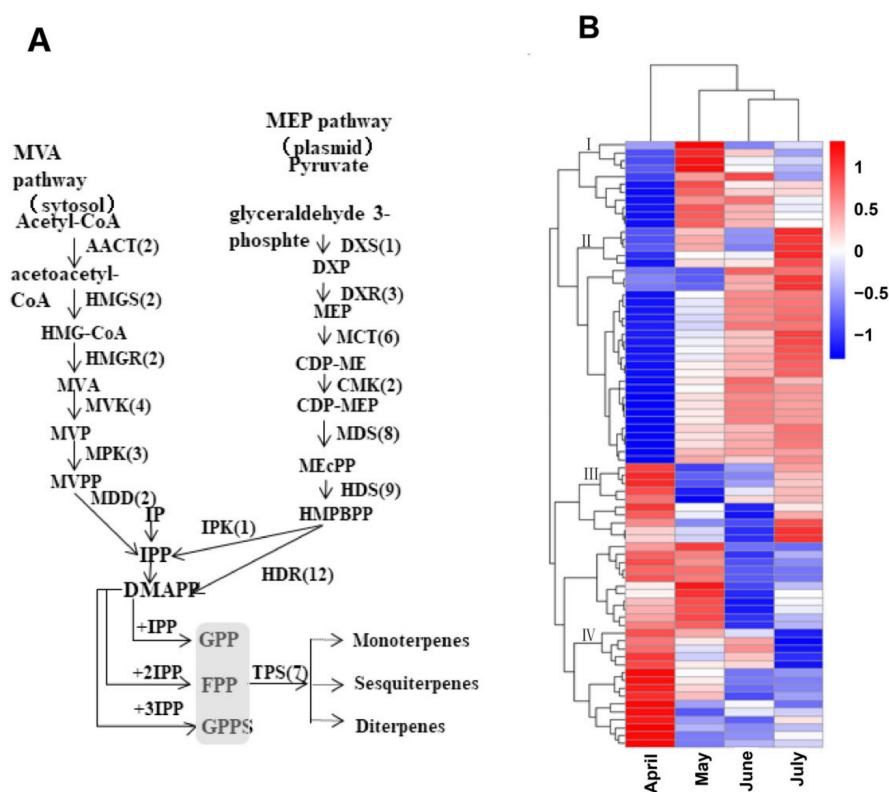 A
MVA
pathway
(sytosol)
Acetyl-CoA
AACT(2)
acetoacetyl-
CoA
HMGS(2)
HMG-CoA
HMGR(2)
MVA
MVK(4)
MVP
MPK(3)
MVPP
MDD(2)
IP
MEP pathway
(plasmid)
Pyruvate
glyceraldehyde 3-
phosphte
DXS(1)
DXP
DXR(3)
MEP
MCT(6)
CDP-ME
CMK(2)
CDP-MEP
MDS(8)
MEcPP
HDS(9)
HMPBPP
IPK(1)
IPP
HDR(12)
DMAPP
+IPP
GPP
+2IPP
FPP
+3IPP
GPPS
TPS(7)
Monoterpenes
Sesquiterpenes
Diterpenes
B
I
II
III
IV
1
0.5
0
−0.5
−1
April
May
June
July